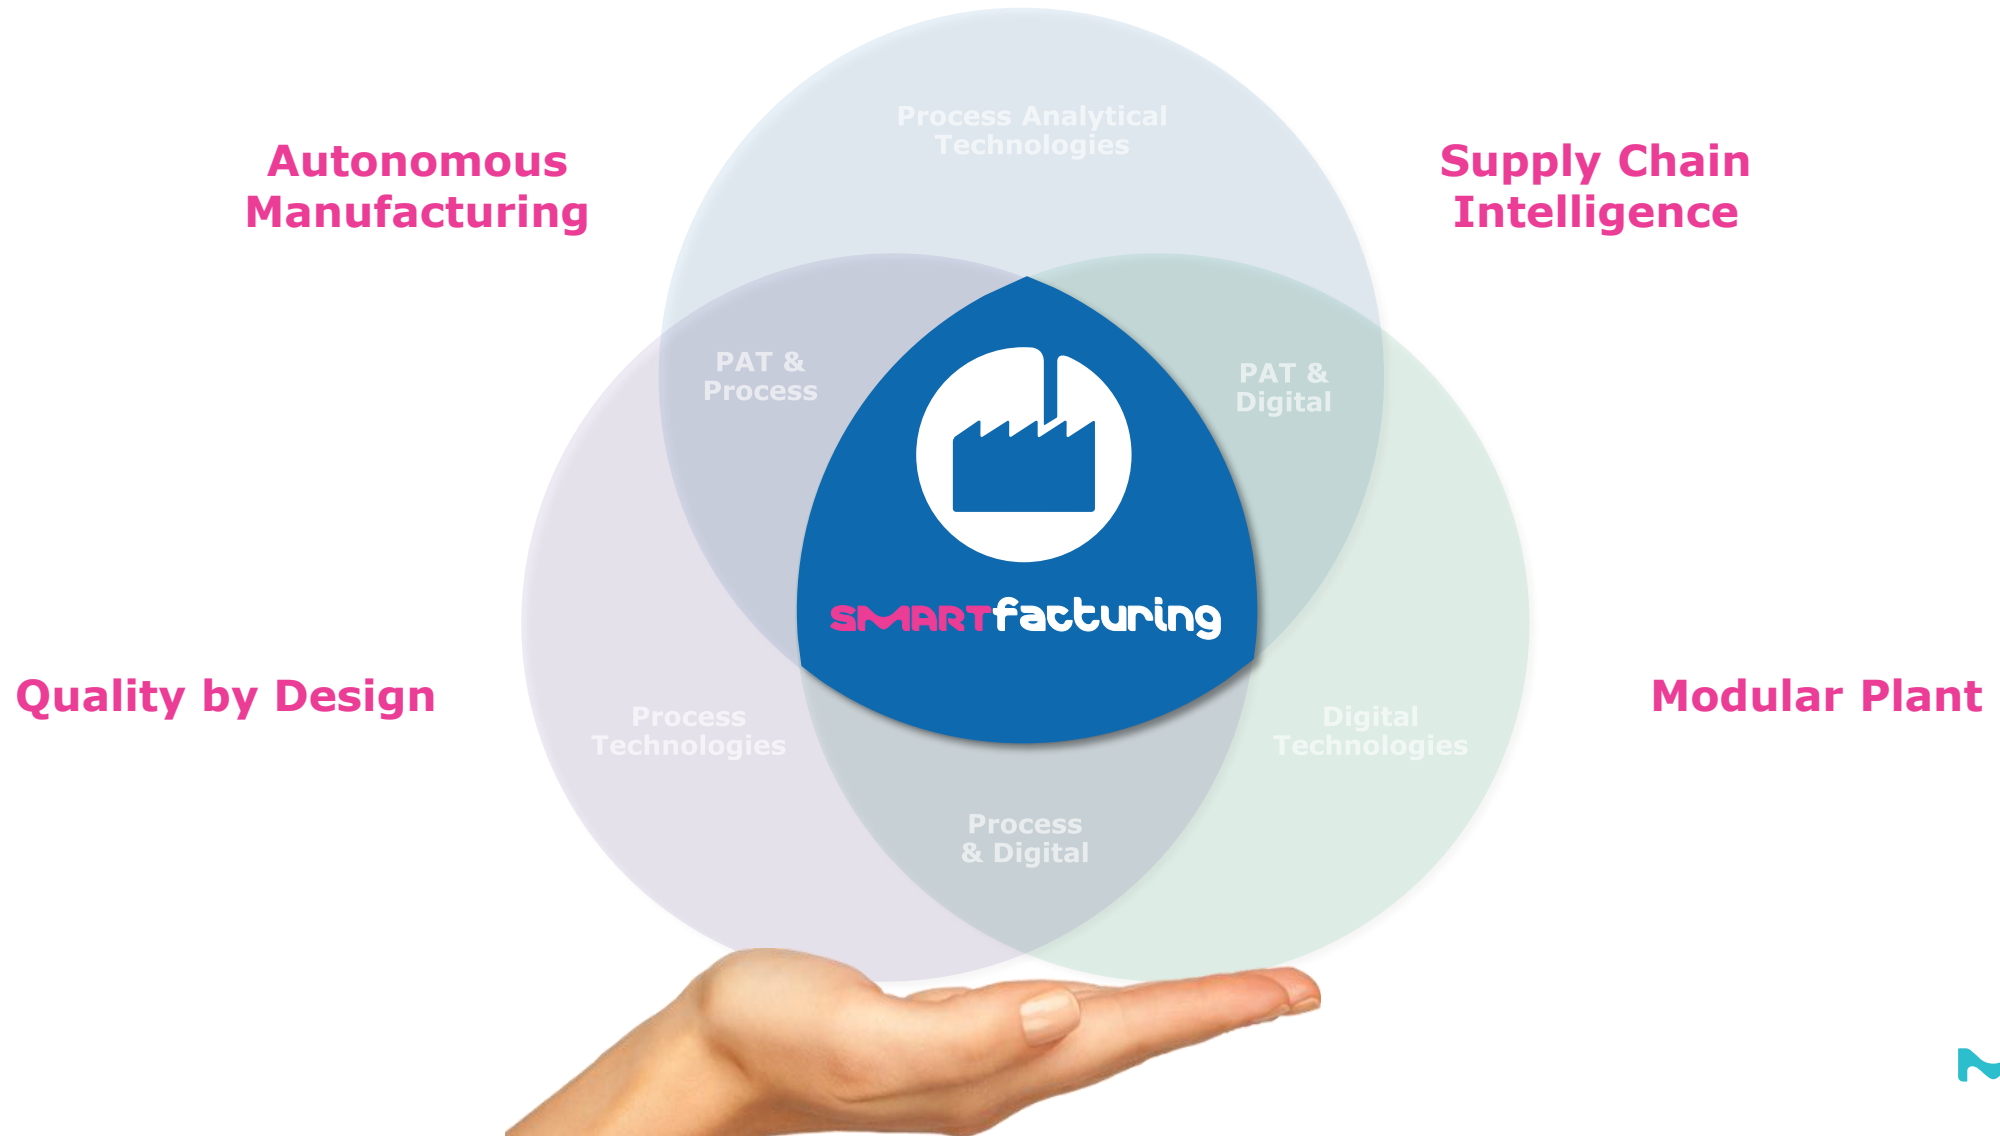 Process Analytical
Technologies
Autonomous
Manufacturing
Supply Chain
Intelligence
PAT &
Process
PAT &
Digital
SMARTfacturing
Quality by Design
Modular Plant
Process
Technologies
Digital
Technologies
Process
& Digital